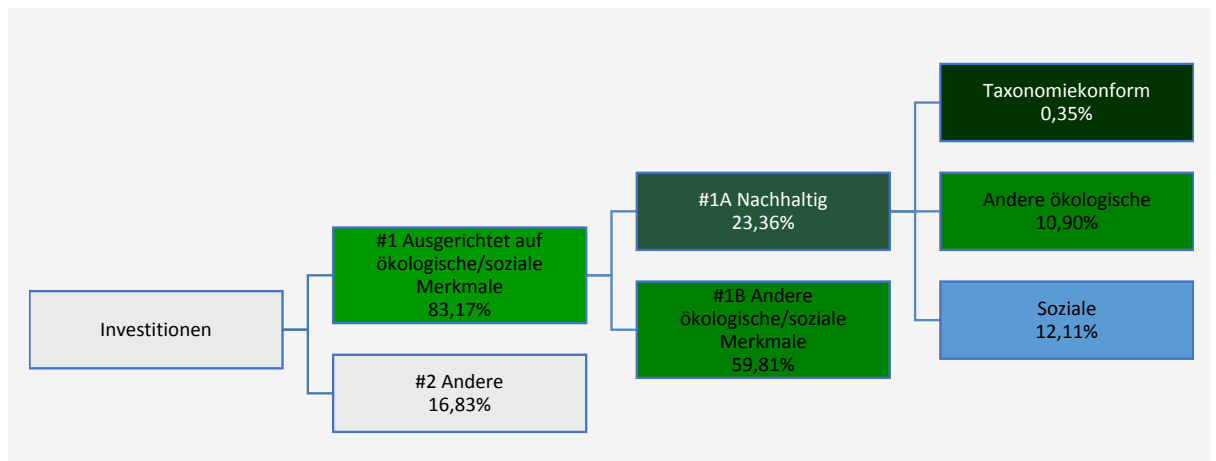 Investitionen
#1 Ausgerichtet auf
ökologische/soziale
Merkmale
83,17%
#2 Andere
16,83%
#1A Nachhaltig
23,36%
#1B Andere
ökologische/soziale
Merkmale
59,81%
Taxonomiekonform
0,35%
Andere ökologische
10,90%
Soziale
12,11%